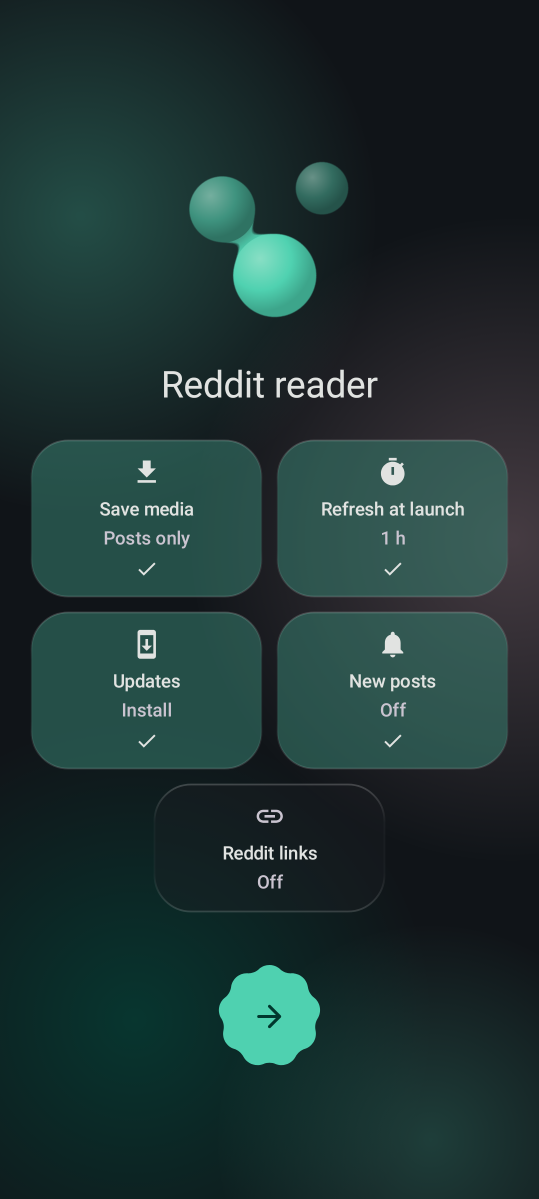 Reddit reader
Save media
Posts only
Refresh at launch
1 h
Updates
Install
New posts
Off
Reddit links
Off